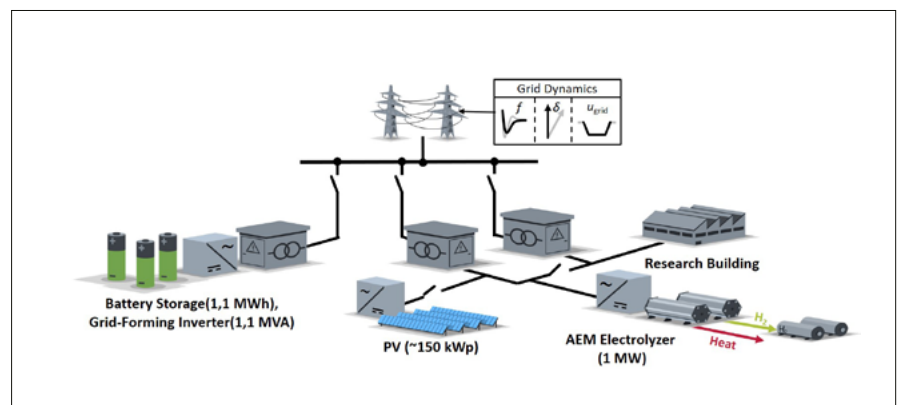 Grid Dynamics
f
δ
u_grid
Battery Storage(1,1 MWh),
Grid-Forming Inverter(1,1 MVA)
PV (~150 kWp)
Research Building
AEM Electrolyzer
(1 MW)
H₂
Heat